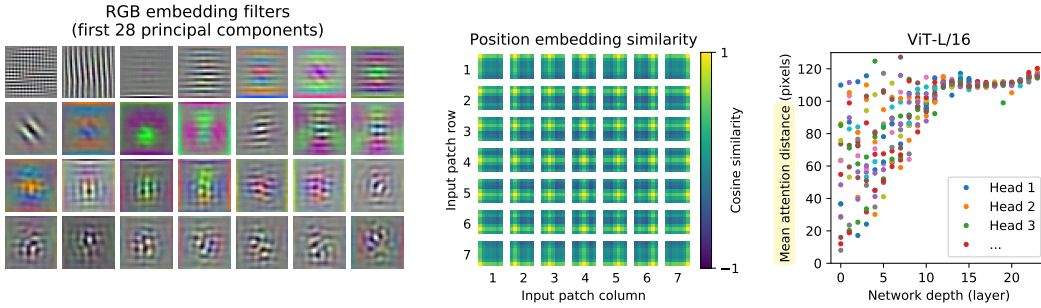 RGB embedding filters
(first 28 principal components)
Position embedding similarity
1
2
3
4
5
6
7
Input patch row
1 2 3 4 5 6 7
Input patch column
1
−1
Cosine similarity
ViT-L/16
120
100
80
60
40
20
0
Mean attention distance (pixels)
Head 1
Head 2
Head 3
...
0 5 10 15 20
Network depth (layer)